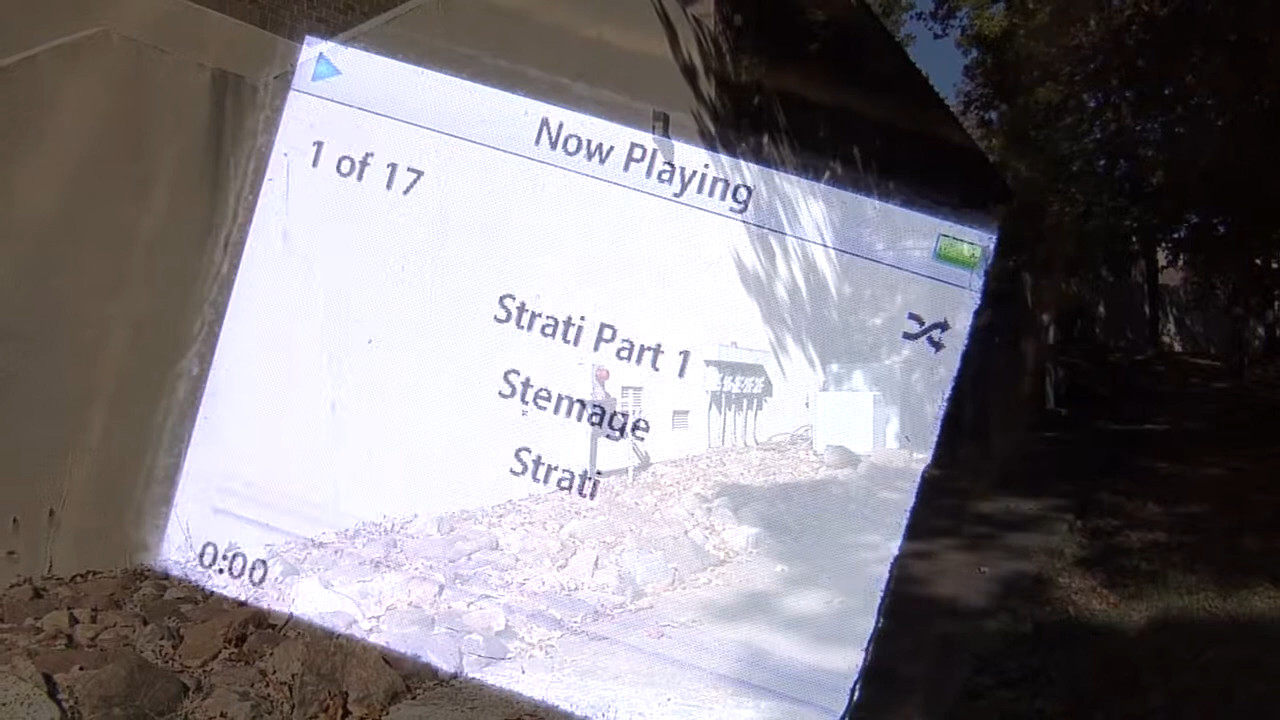 Now Playing
1 of 17
Strati Part 1
Stemage
Strati
0:00